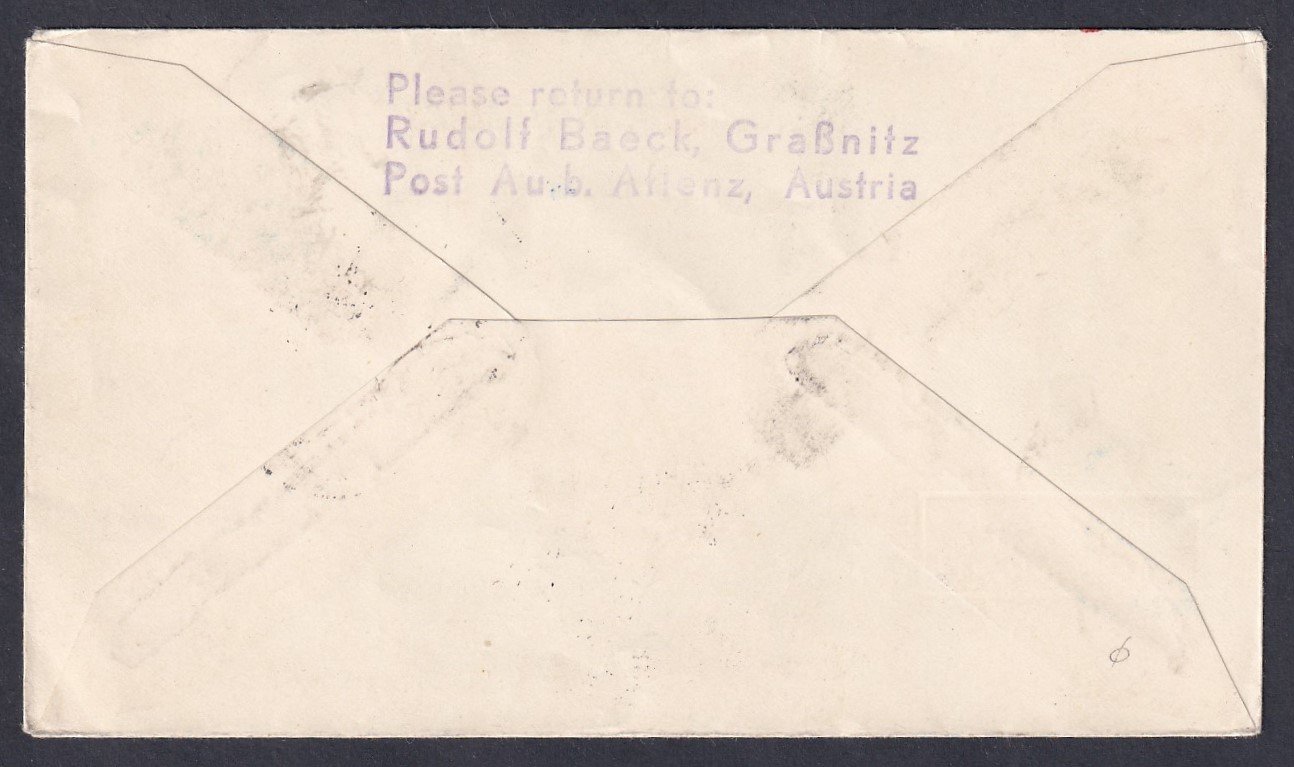 Please return to:
Rudolf Baeck, Graßnitz
Post Au b. Aflenz, Austria